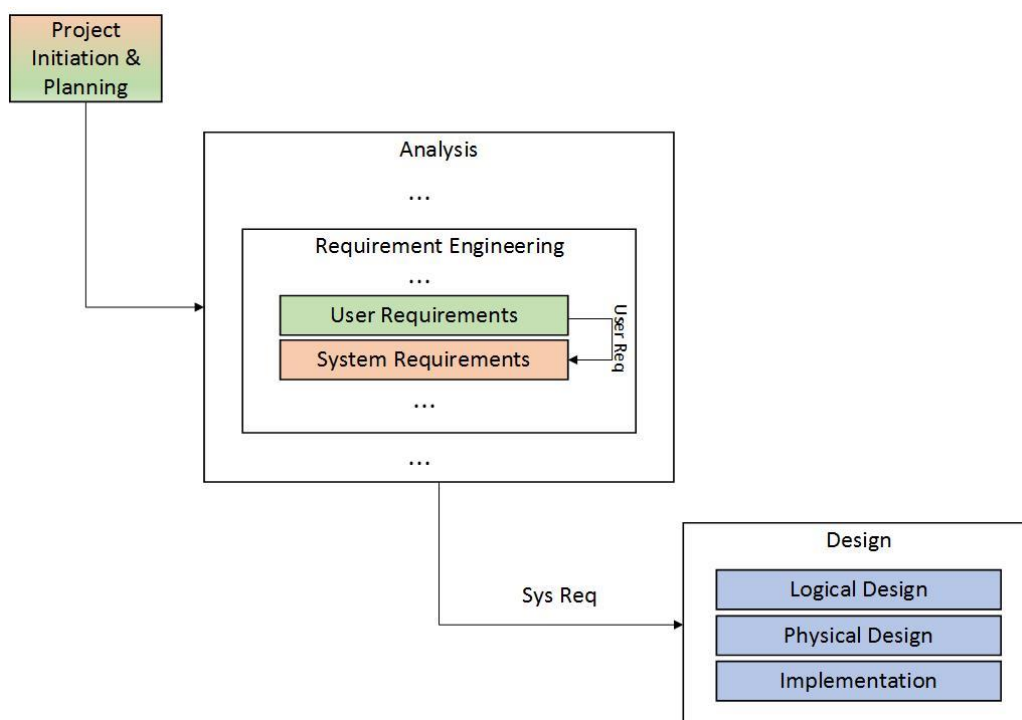 Project
Initiation &
Planning
Analysis
...
Requirement Engineering
...
User Requirements
System Requirements
User Req
...
...
Sys Req
Design
Logical Design
Physical Design
Implementation